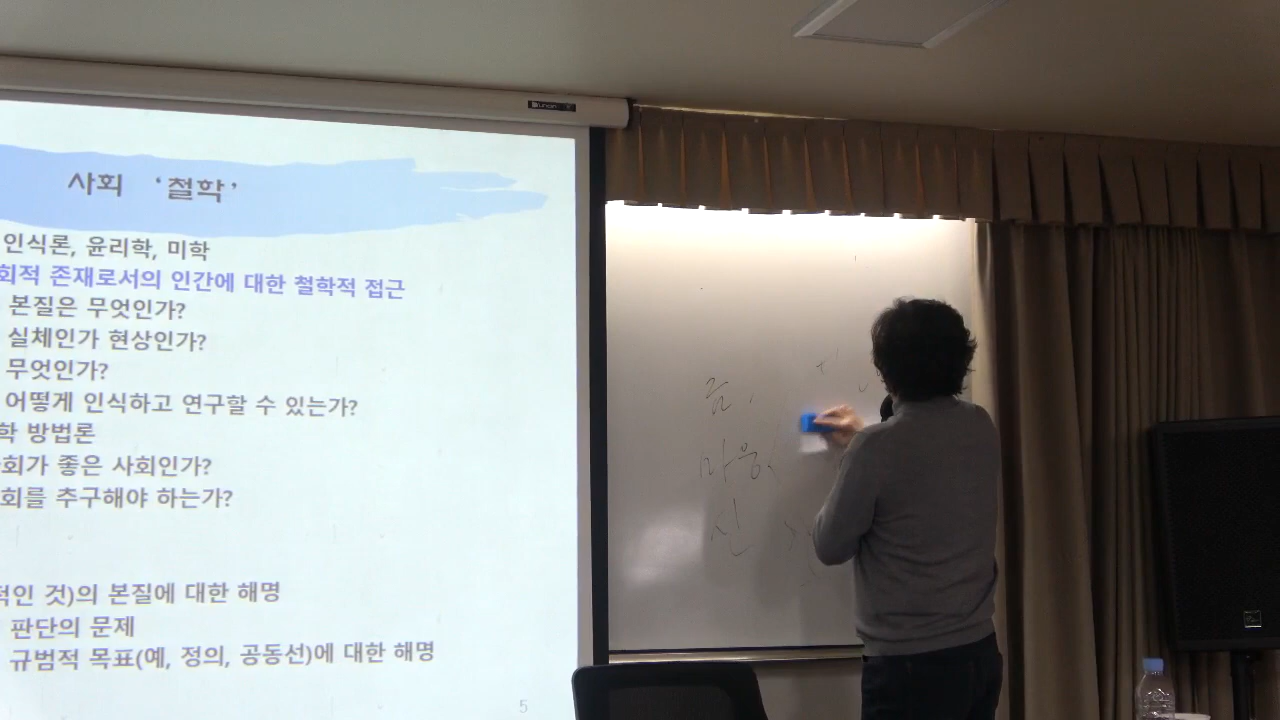 사회 ‘철학’
인식론, 윤리학, 미학
회적 존재로서의 인간에 대한 철학적 접근
본질은 무엇인가?
실체인가 현상인가?
무엇인가?
어떻게 인식하고 연구할 수 있는가?
학 방법론
회가 좋은 사회인가?
회를 추구해야 하는가?
적인 것)의 본질에 대한 해명
판단의 문제
규범적 목표(예, 정의, 공동선)에 대한 해명
5
마음
신